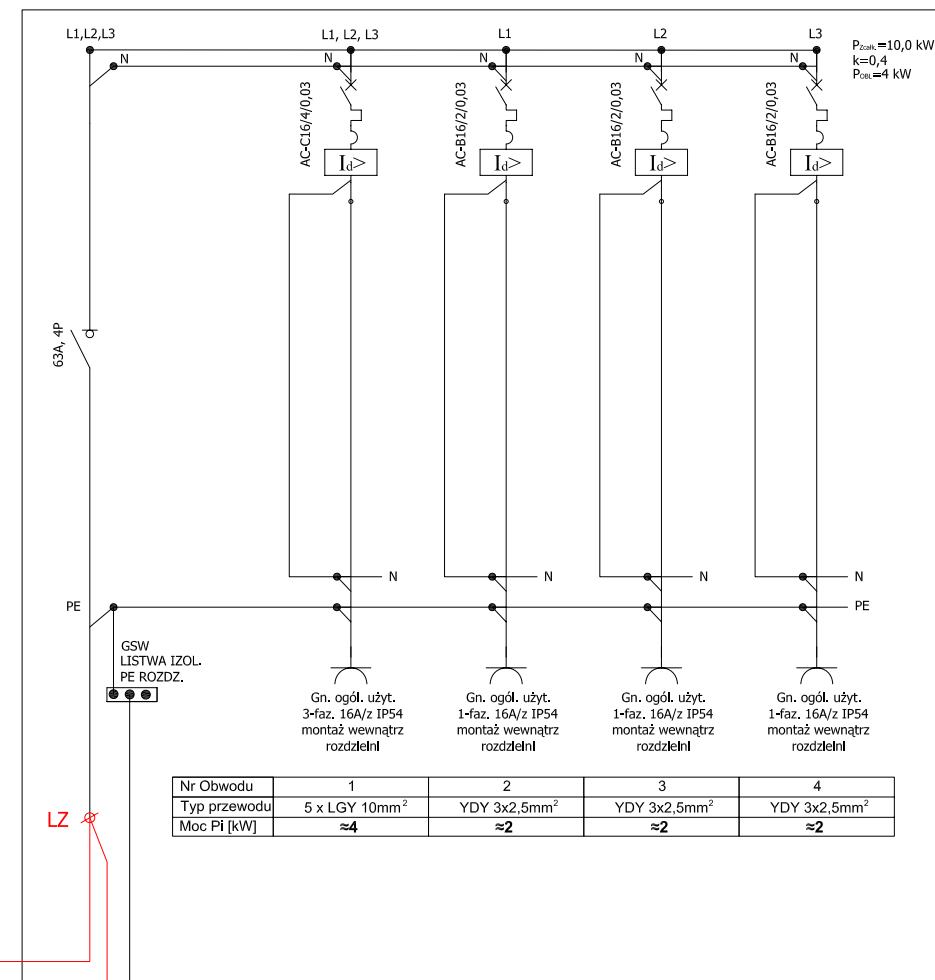 L1,L2,L3
L1, L2, L3
L1
L2
L3
P Zcałk.=10,0 kW
k=0,4
P OBL=4 kW
N
N
N
N
N
AC-C16/4/0,03
AC-B16/2/0,03
AC-B16/2/0,03
AC-B16/2/0,03
Id>
Id>
Id>
Id>
63A, 4P
N
N
N
N
PE
PE
GSW
LISTWA IZOL.
PE ROZDZ.
Gn. ogól. użyt.
3-faz. 16A/z IP54
montaż wewnątrz
rozdzielni
Gn. ogól. użyt.
1-faz. 16A/z IP54
montaż wewnątrz
rozdzielni
Gn. ogól. użyt.
1-faz. 16A/z IP54
montaż wewnątrz
rozdzielni
Gn. ogól. użyt.
1-faz. 16A/z IP54
montaż wewnątrz
rozdzielni
Nr Obwodu 1 2 3 4
Typ przewodu 5 x LGY 10mm² YDY 3x2,5mm² YDY 3x2,5mm² YDY 3x2,5mm²
Moc Pi [kW] ≈4 ≈2 ≈2 ≈2
LZ